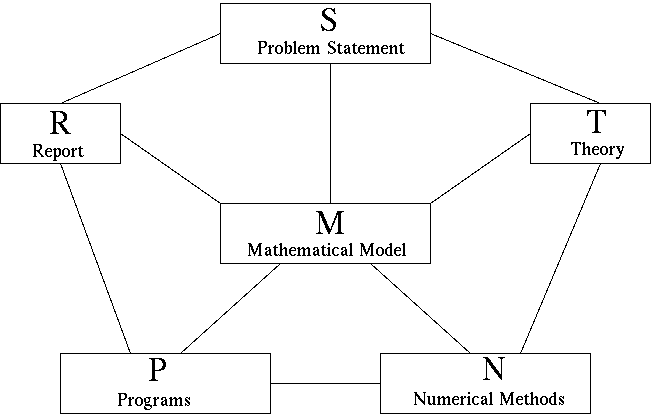 S
Problem Statement
R
Report
T
Theory
M
Mathematical Model
P
Programs
N
Numerical Methods